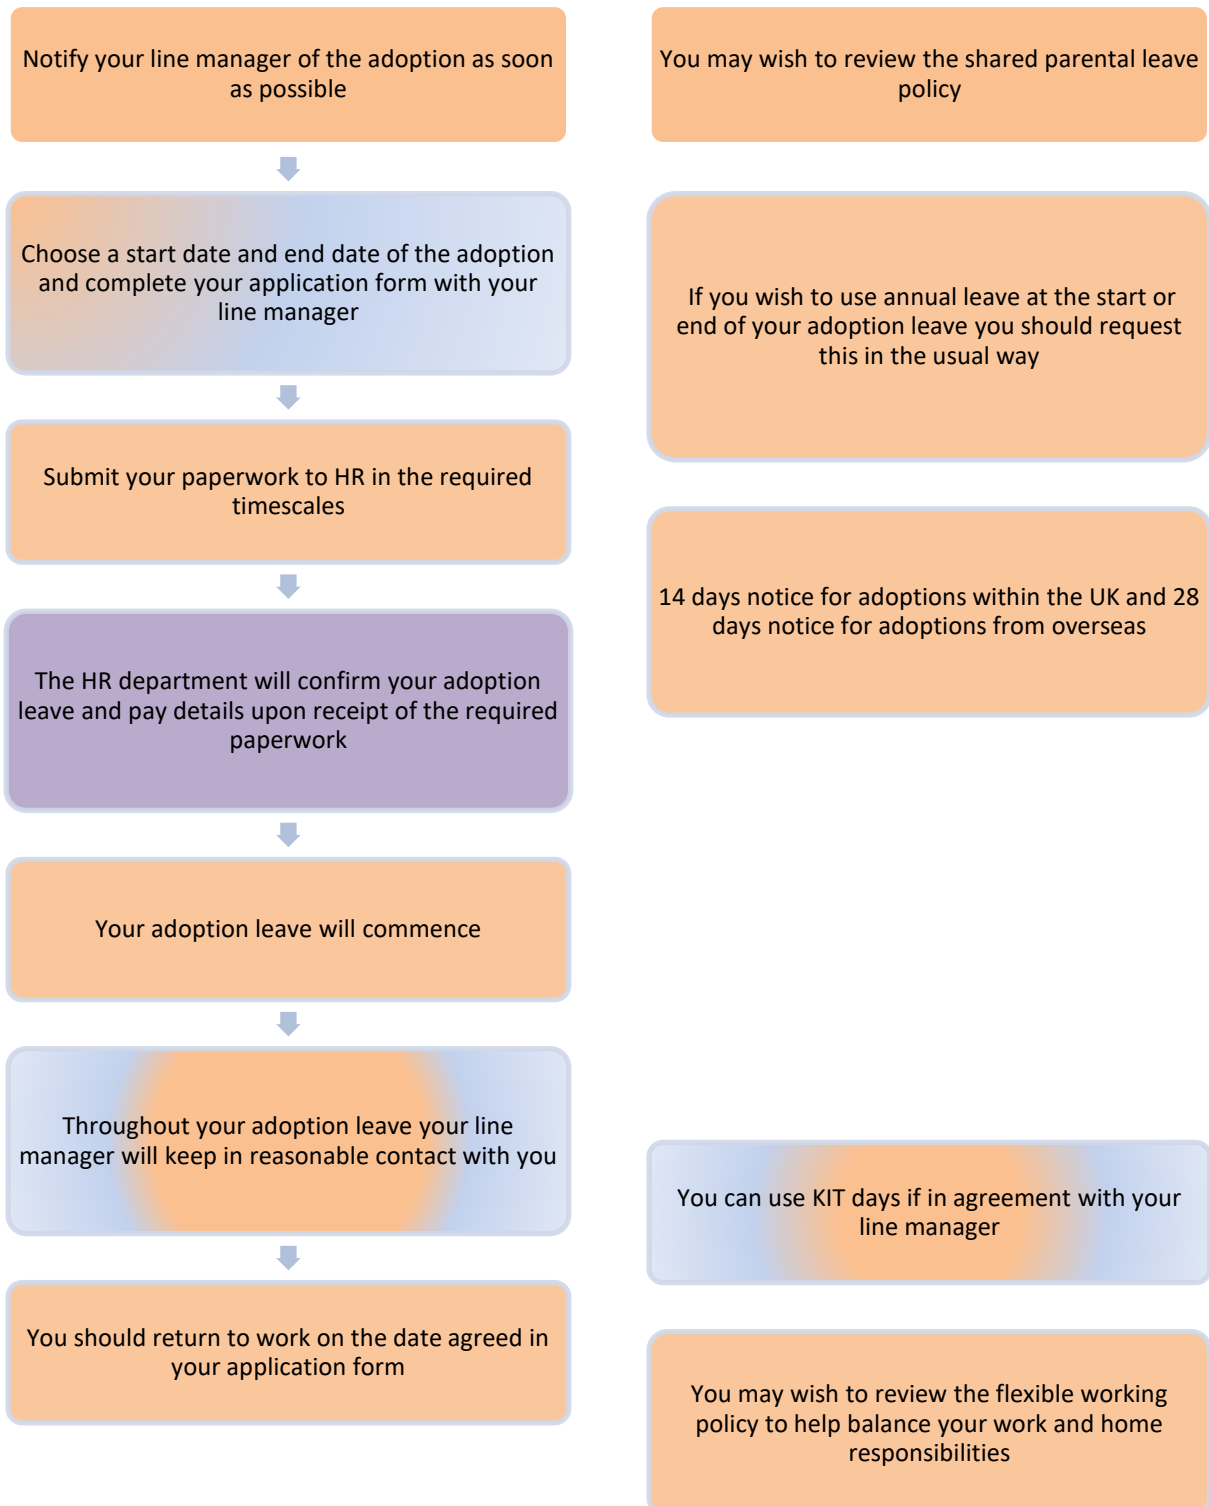 Notify your line manager of the adoption as soon
as possible
You may wish to review the shared parental leave
policy
Choose a start date and end date of the adoption
and complete your application form with your
line manager
If you wish to use annual leave at the start or
end of your adoption leave you should request
this in the usual way
Submit your paperwork to HR in the required
timescales
14 days notice for adoptions within the UK and 28
days notice for adoptions from overseas
The HR department will confirm your adoption
leave and pay details upon receipt of the required
paperwork
Your adoption leave will commence
Throughout your adoption leave your line
manager will keep in reasonable contact with you
You can use KIT days if in agreement with your
line manager
You should return to work on the date agreed in
your application form
You may wish to review the flexible working
policy to help balance your work and home
responsibilities